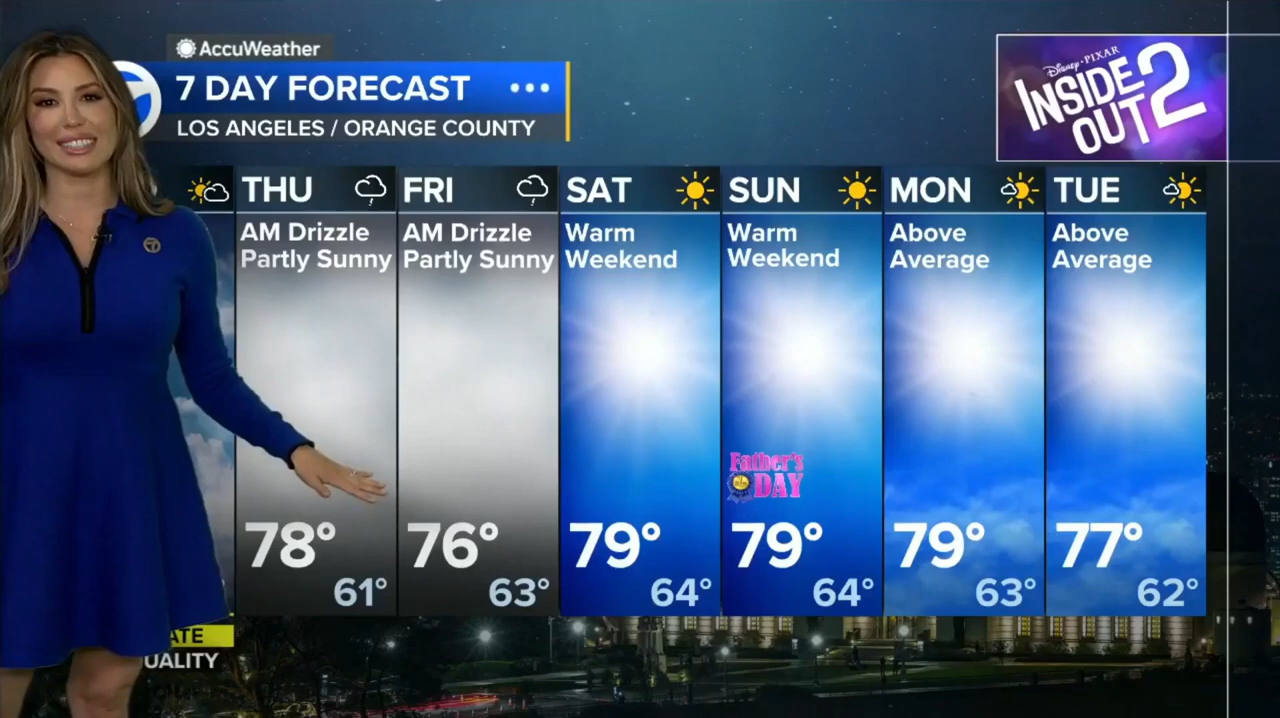 AccuWeather
7 DAY FORECAST
LOS ANGELES / ORANGE COUNTY
Disney • PIXAR
INSIDE
OUT 2
THU
AM Drizzle
Partly Sunny
78°
61°
FRI
AM Drizzle
Partly Sunny
76°
63°
SAT
Warm
Weekend
79°
64°
SUN
Warm
Weekend
Father's
DAY
79°
64°
MON
Above
Average
79°
63°
TUE
Above
Average
77°
62°
7
ATE
UALITY